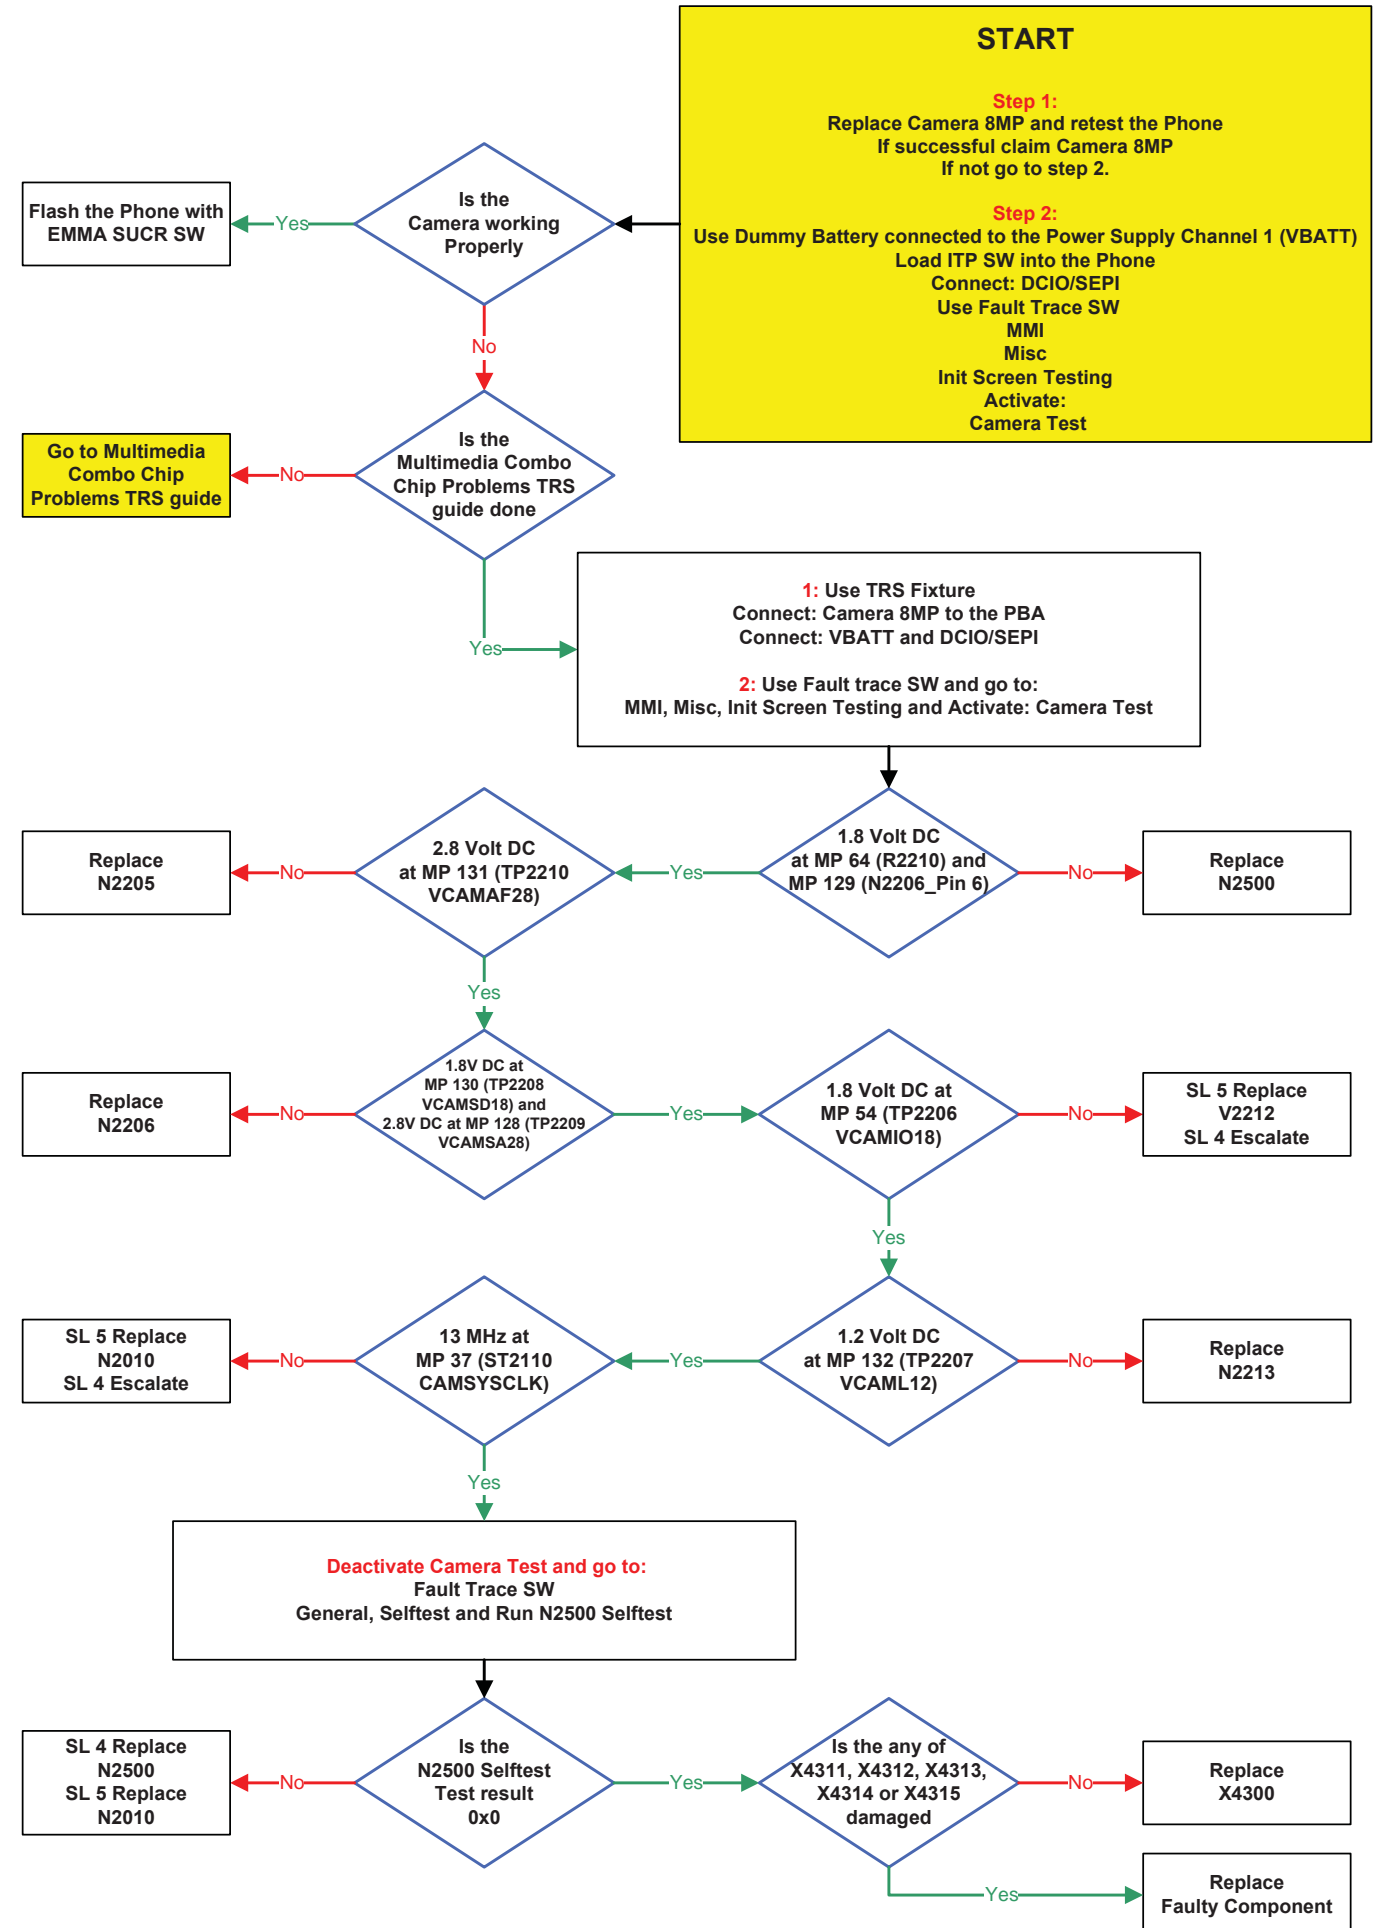 START
Step 1:
Replace Camera 8MP and retest the Phone
If successful claim Camera 8MP
If not go to step 2.
Step 2:
Use Dummy Battery connected to the Power Supply Channel 1 (VBATT)
Load ITP SW into the Phone
Connect: DCIO/SEPI
Use Fault Trace SW
MMI
Misc
Init Screen Testing
Activate:
Camera Test
Is the
Camera working
Properly
Yes
Flash the Phone with
EMMA SUCR SW
No
Is the
Multimedia Combo
Chip Problems TRS
guide done
No
Go to Multimedia
Combo Chip
Problems TRS guide
Yes
1: Use TRS Fixture
Connect: Camera 8MP to the PBA
Connect: VBATT and DCIO/SEPI
2: Use Fault trace SW and go to:
MMI, Misc, Init Screen Testing and Activate: Camera Test
1.8 Volt DC
at MP 64 (R2210) and
MP 129 (N2206_Pin 6)
No
Replace
N2500
Yes
2.8 Volt DC
at MP 131 (TP2210
VCAMAF28)
No
Replace
N2205
Yes
1.8V DC at
MP 130 (TP2208
VCAMSD18) and
2.8V DC at MP 128 (TP2209
VCAMSA28)
No
Replace
N2206
Yes
1.8 Volt DC at
MP 54 (TP2206
VCAMIO18)
No
SL 5 Replace
V2212
SL 4 Escalate
Yes
1.2 Volt DC
at MP 132 (TP2207
VCAML12)
No
Replace
N2213
Yes
13 MHz at
MP 37 (ST2110
CAMSYSCLK)
No
SL 5 Replace
N2010
SL 4 Escalate
Yes
Deactivate Camera Test and go to:
Fault Trace SW
General, Selftest and Run N2500 Selftest
Is the
N2500 Selftest
Test result
0x0
No
SL 4 Replace
N2500
SL 5 Replace
N2010
Yes
Is the any of
X4311, X4312, X4313,
X4314 or X4315
damaged
No
Replace
X4300
Yes
Replace
Faulty Component